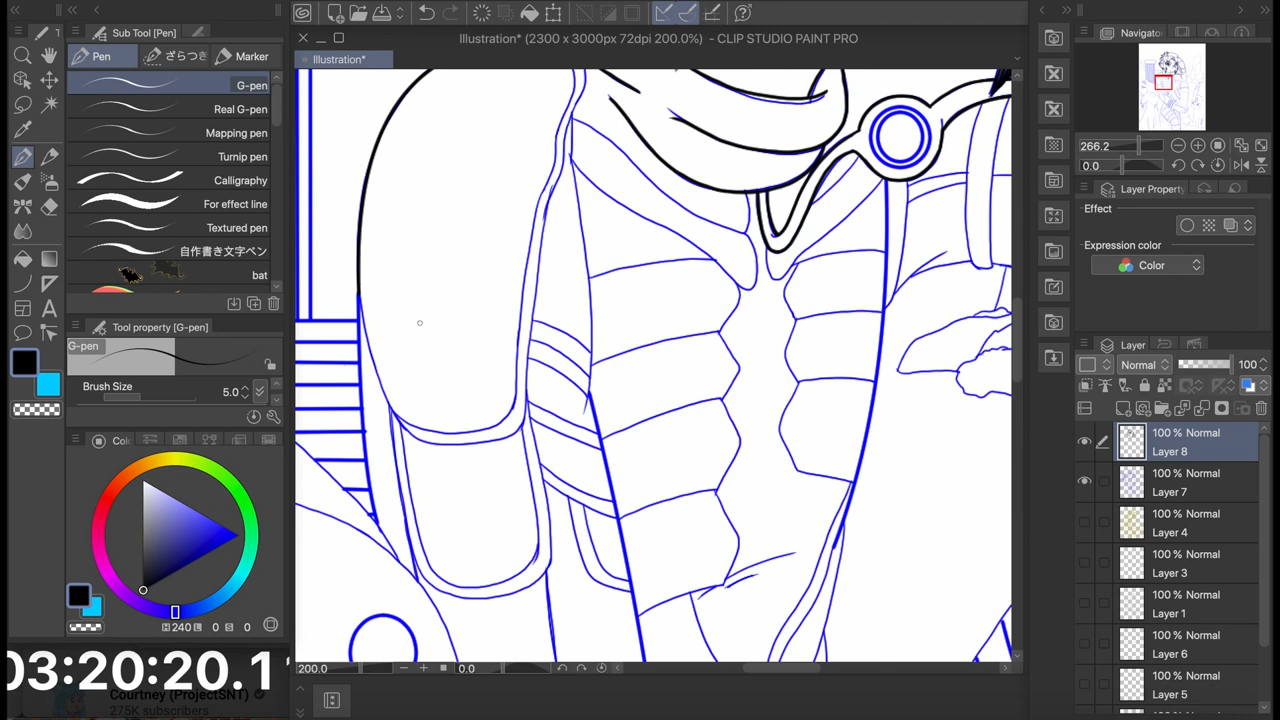 Illustration* (2300 x 3000px 72dpi 200.0%) - CLIP STUDIO PAINT PRO
Illustration*
Sub Tool [Pen]
Pen
ざらつき
Marker
G-pen
Real G-pen
Mapping pen
Turnip pen
Calligraphy
For effect line
Textured pen
自作書き文字ペン
bat
Tool property [G-pen]
G-pen
Brush Size
5.0
Co
H 240 L 0 S 0
03:20:20.1
Courtney (ProjectSNT)
275K subscribers
200.0
0.0
Navigato
266.2
0.0
Layer Property
Effect
Expression color
Color
Layer
Normal
100
100 % Normal
Layer 8
100 % Normal
Layer 7
100 % Normal
Layer 4
100 % Normal
Layer 3
100 % Normal
Layer 1
100 % Normal
Layer 6
100 % Normal
Layer 5